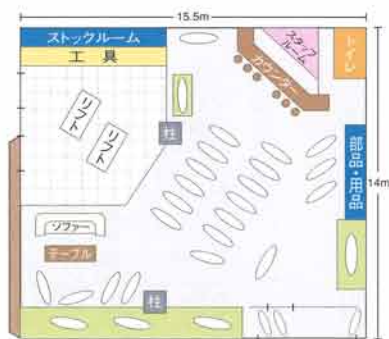 15.5m
ストックルーム
工具
リフト
リフト
柱
スタッフルーム
カウンター
トイレ
部品・用品
14m
ソファー
テーブル
柱